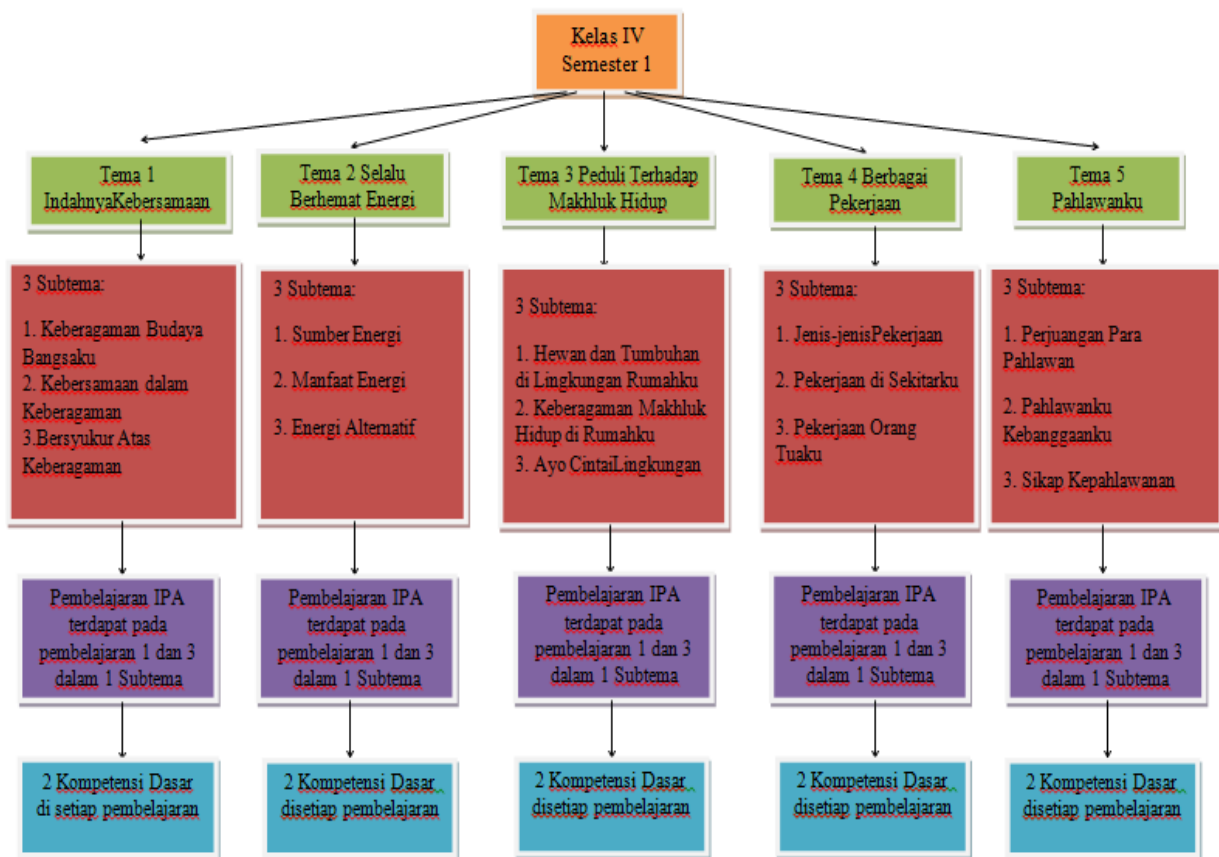 Kelas IV
Semester 1
Tema 1
IndahnyaKebersamaan
Tema 2 Selalu
Berhemat Energi
Tema 3 Peduli Terhadap
Makhluk Hidup
Tema 4 Berbagai
Pekerjaan
Tema 5
Pahlawanku
3 Subtema:
1. Keberagaman Budaya
Bangsaku
2. Kebersamaan dalam
Keberagaman
3.Bersyukur Atas
Keberagaman
3 Subtema:
1. Sumber Energi
2. Manfaat Energi
3. Energi Alternatif
3 Subtema:
1. Hewan dan Tumbuhan
di Lingkungan Rumahku
2. Keberagaman Makhluk
Hidup di Rumahku
3. Ayo CintaiLingkungan
3 Subtema:
1. Jenis-jenisPekerjaan
2. Pekerjaan di Sekitarku
3. Pekerjaan Orang
Tuaku
3 Subtema:
1. Perjuangan Para
Pahlawan
2. Pahlawanku
Kebanggaanku
3. Sikap Kepahlawanan
Pembelajaran IPA
terdapat pada
pembelajaran 1 dan 3
dalam 1 Subtema
Pembelajaran IPA
terdapat pada
pembelajaran 1 dan 3
dalam 1 Subtema
Pembelajaran IPA
terdapat pada
pembelajaran 1 dan 3
dalam 1 Subtema
Pembelajaran IPA
terdapat pada
pembelajaran 1 dan 3
dalam 1 Subtema
Pembelajaran IPA
terdapat pada
pembelajaran 1 dan 3
dalam 1 Subtema
2 Kompetensi Dasar
di setiap pembelajaran
2 Kompetensi Dasar
disetiap pembelajaran
2 Kompetensi Dasar
disetiap pembelajaran
2 Kompetensi Dasar
disetiap pembelajaran
2 Kompetensi Dasar
disetiap pembelajaran